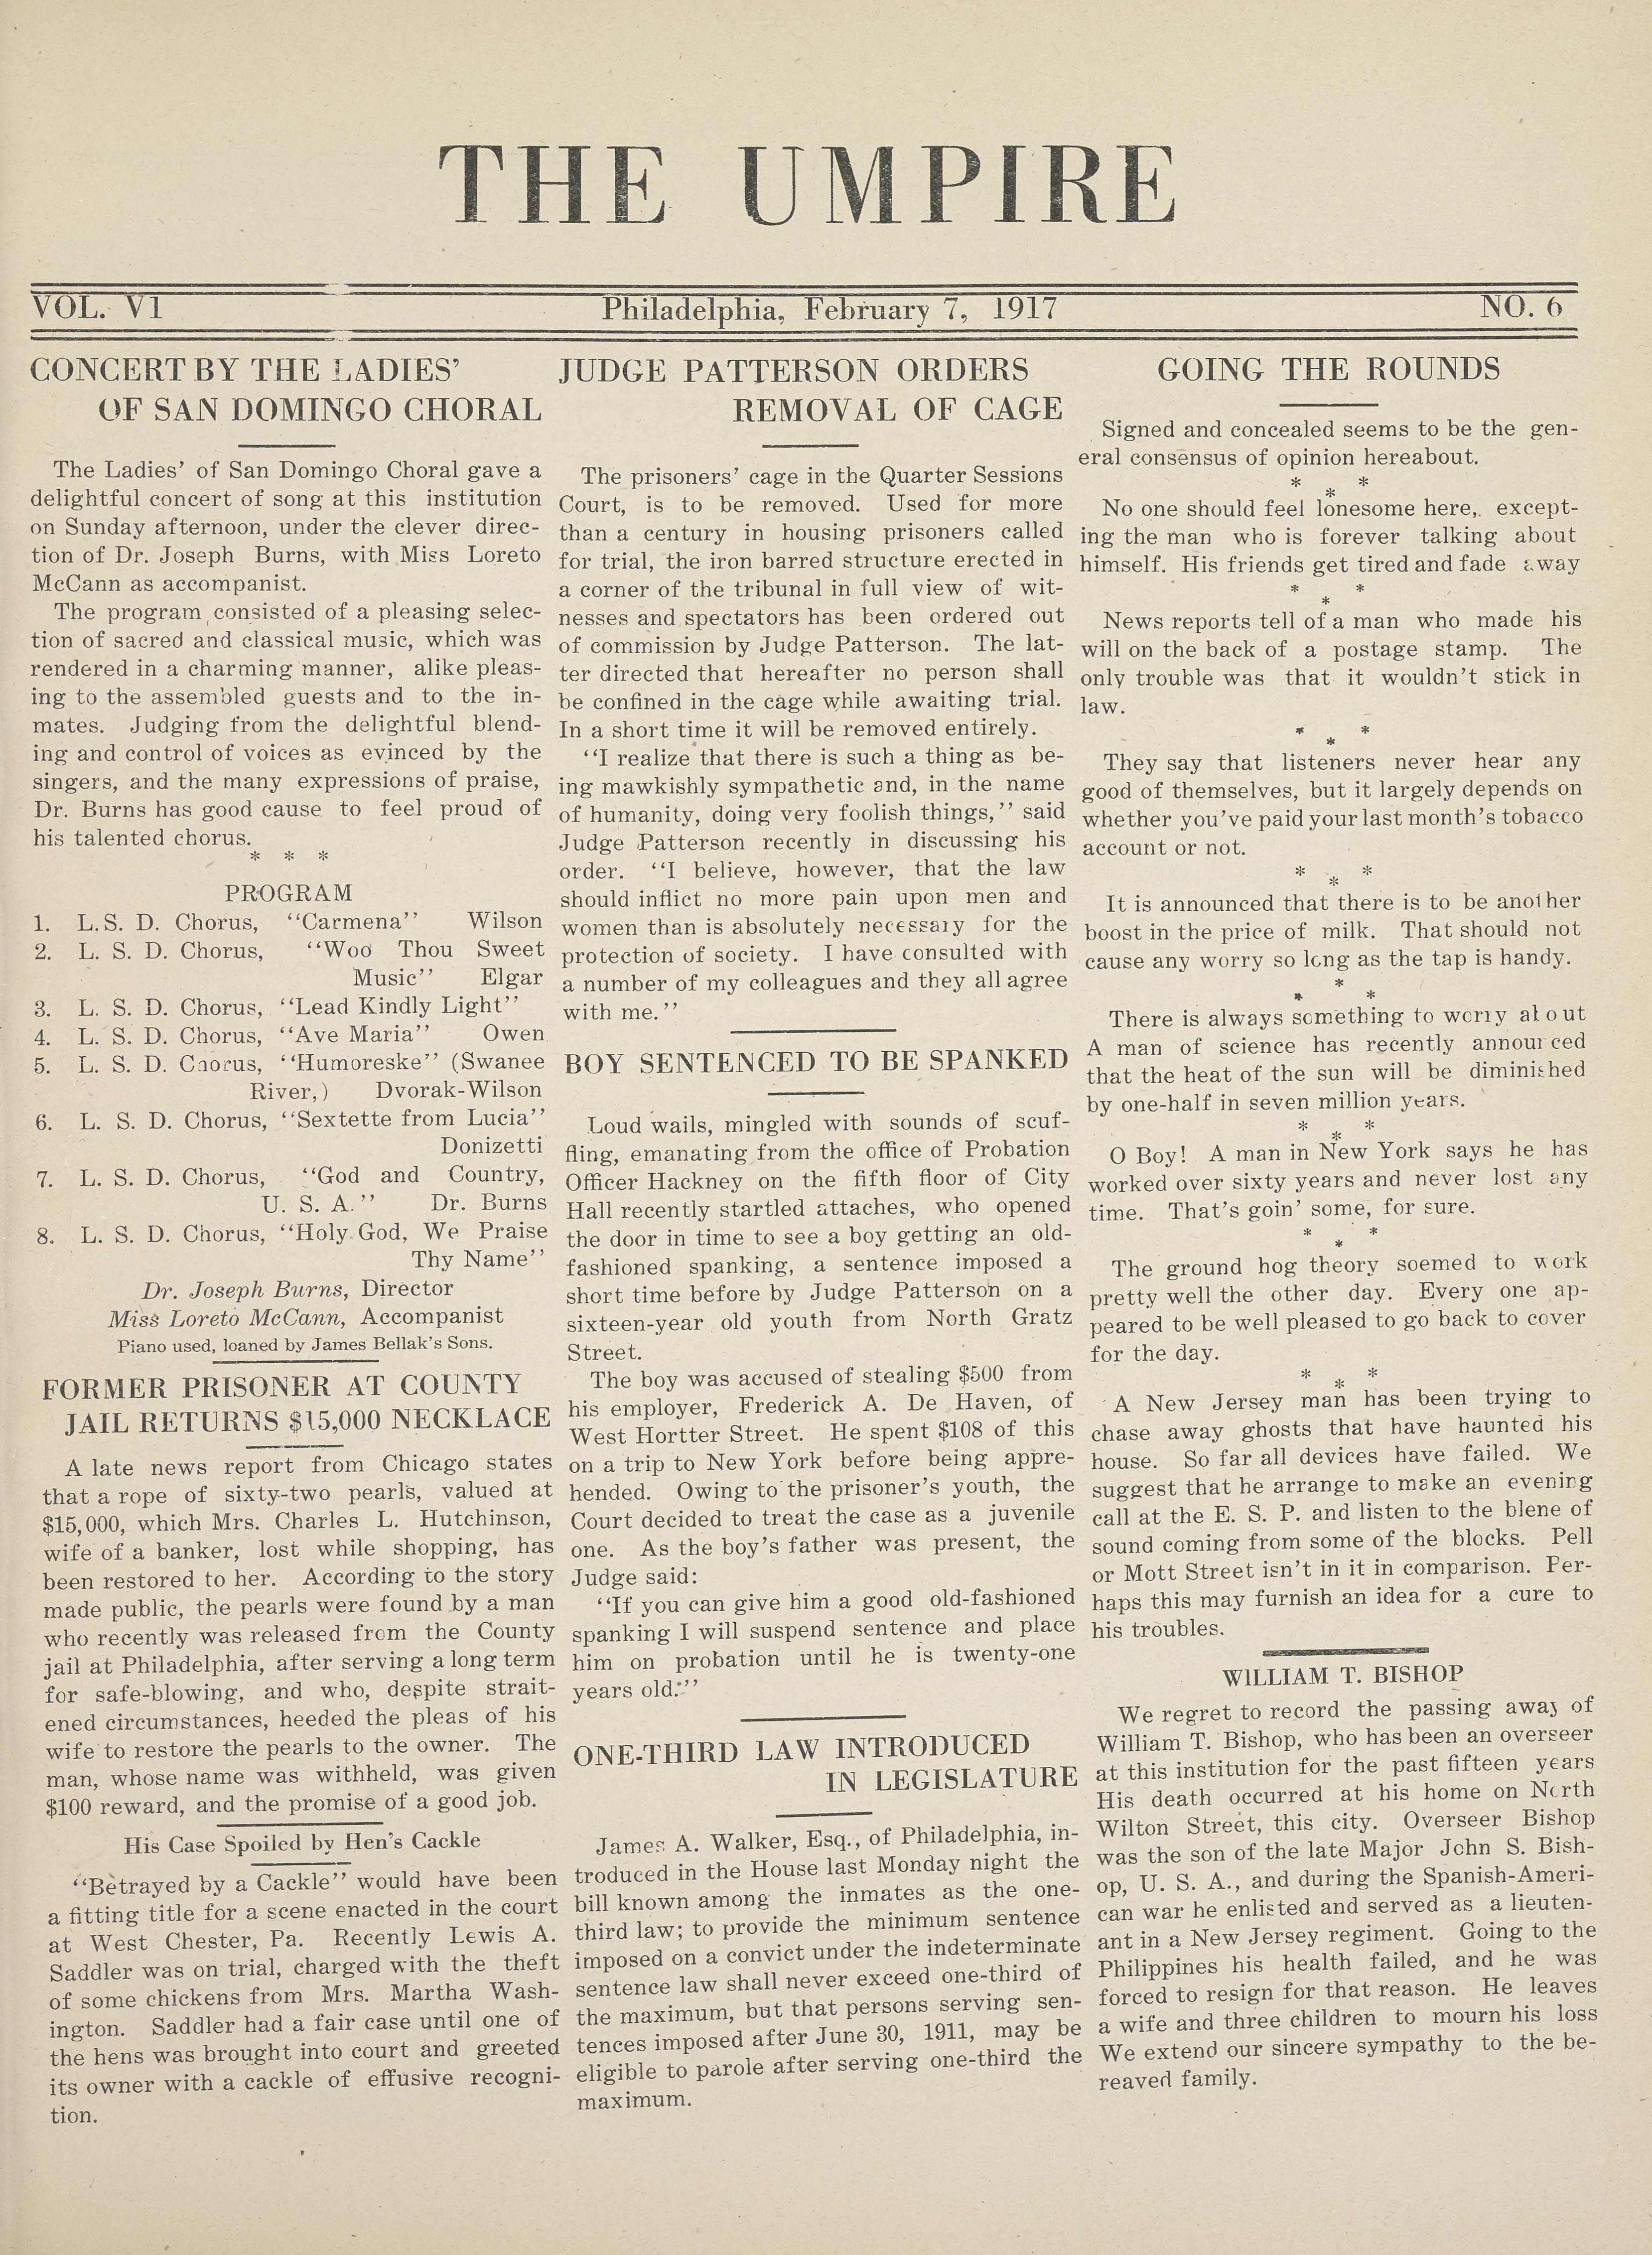 THE UMPIRE
VOL. VI Philadelphia, February 7, 1917 NO. 6
CONCERT BY THE LADIES'
OF SAN DOMINGO CHORAL
The Ladies' of San Domingo Choral gave a
delightful concert of song at this institution
on Sunday afternoon, under the clever direc-
tion of Dr. Joseph Burns, with Miss Loreto
McCann as accompanist.
The program consisted of a pleasing selec-
tion of sacred and classical music, which was
rendered in a charming manner, alike pleas-
ing to the assembled guests and to the in-
mates. Judging from the delightful blend-
ing and control of voices as evinced by the
singers, and the many expressions of praise,
Dr. Burns has good cause to feel proud of
his talented chorus.
* * *
PROGRAM
1. L. S. D. Chorus, "Carmena" Wilson
2. L. S. D. Chorus, "Woo Thou Sweet
Music" Elgar
3. L. S. D. Chorus, "Lead Kindly Light"
4. L. S. D. Chorus, "Ave Maria" Owen
5. L. S. D. Chorus, "Humoreske" (Swanee
River,) Dvorak-Wilson
6. L. S. D. Chorus, "Sextette from Lucia"
Donizetti
7. L. S. D. Chorus, "God and Country,
U. S. A." Dr. Burns
8. L. S. D. Chorus, "Holy God, We Praise
Thy Name"
Dr. Joseph Burns, Director
Miss Loreto McCann, Accompanist
Piano used, loaned by James Bellak's Sons.
FORMER PRISONER AT COUNTY
JAIL RETURNS $15,000 NECKLACE
A late news report from Chicago states
that a rope of sixty-two pearls, valued at
$15,000, which Mrs. Charles L. Hutchinson,
wife of a banker, lost while shopping, has
been restored to her. According to the story
made public, the pearls were found by a man
who recently was released from the County
jail at Philadelphia, after serving a long term
for safe-blowing, and who, despite strait-
ened circumstances, heeded the pleas of his
wife to restore the pearls to the owner. The
man, whose name was withheld, was given
$100 reward, and the promise of a good job.
His Case Spoiled by Hen's Cackle
"Betrayed by a Cackle" would have been
a fitting title for a scene enacted in the court
at West Chester, Pa. Recently Lewis A.
Saddler was on trial, charged with the theft
of some chickens from Mrs. Martha Wash-
ington. Saddler had a fair case until one of
the hens was brought into court and greeted
its owner with a cackle of effusive recogni-
tion.
JUDGE PATTERSON ORDERS
REMOVAL OF CAGE
The prisoners' cage in the Quarter Sessions
Court, is to be removed. Used for more
than a century in housing prisoners called
for trial, the iron barred structure erected in
a corner of the tribunal in full view of wit-
nesses and spectators has been ordered out
of commission by Judge Patterson. The lat-
ter directed that hereafter no person shall
be confined in the cage while awaiting trial.
In a short time it will be removed entirely.
"I realize that there is such a thing as be-
ing mawkishly sympathetic and, in the name
of humanity, doing very foolish things," said
Judge Patterson recently in discussing his
order. "I believe, however, that the law
should inflict no more pain upon men and
women than is absolutely necessary for the
protection of society. I have consulted with
a number of my colleagues and they all agree
with me."
BOY SENTENCED TO BE SPANKED
Loud wails, mingled with sounds of scuf-
fling, emanating from the office of Probation
Officer Hackney on the fifth floor of City
Hall recently startled attaches, who opened
the door in time to see a boy getting an old-
fashioned spanking, a sentence imposed a
short time before by Judge Patterson on a
sixteen-year old youth from North Gratz
Street.
The boy was accused of stealing $500 from
his employer, Frederick A. De Haven, of
West Hortter Street. He spent $108 of this
on a trip to New York before being appre-
hended. Owing to the prisoner's youth, the
Court decided to treat the case as a juvenile
one. As the boy's father was present, the
Judge said:
"If you can give him a good old-fashioned
spanking I will suspend sentence and place
him on probation until he is twenty-one
years old."
ONE-THIRD LAW INTRODUCED
IN LEGISLATURE
James A. Walker, Esq., of Philadelphia, in-
troduced in the House last Monday night the
bill known among the inmates as the one-
third law; to provide the minimum sentence
imposed on a convict under the indeterminate
sentence law shall never exceed one-third of
the maximum, but that persons serving sen-
tences imposed after June 30, 1911, may be
eligible to parole after serving one-third the
maximum.
GOING THE ROUNDS
Signed and concealed seems to be the gen-
eral consensus of opinion hereabout.
* * *
No one should feel lonesome here, except-
ing the man who is forever talking about
himself. His friends get tired and fade away
* * *
News reports tell of a man who made his
will on the back of a postage stamp. The
only trouble was that it wouldn't stick in
law.
* * *
They say that listeners never hear any
good of themselves, but it largely depends on
whether you've paid your last month's tobacco
account or not.
* * *
It is announced that there is to be another
boost in the price of milk. That should not
cause any worry so long as the tap is handy.
* * *
There is always something to worry about
A man of science has recently announced
that the heat of the sun will be diminished
by one-half in seven million years.
* * *
O Boy! A man in New York says he has
worked over sixty years and never lost any
time. That's goin' some, for sure.
* * *
The ground hog theory soemed to work
pretty well the other day. Every one ap-
peared to be well pleased to go back to cover
for the day.
* * *
A New Jersey man has been trying to
chase away ghosts that have haunted his
house. So far all devices have failed. We
suggest that he arrange to make an evening
call at the E. S. P. and listen to the blene of
sound coming from some of the blocks. Pell
or Mott Street isn't in it in comparison. Per-
haps this may furnish an idea for a cure to
his troubles.
WILLIAM T. BISHOP
We regret to record the passing away of
William T. Bishop, who has been an overseer
at this institution for the past fifteen years
His death occurred at his home on North
Wilton Street, this city. Overseer Bishop
was the son of the late Major John S. Bish-
op, U. S. A., and during the Spanish-Ameri-
can war he enlisted and served as a lieuten-
ant in a New Jersey regiment. Going to the
Philippines his health failed, and he was
forced to resign for that reason. He leaves
a wife and three children to mourn his loss
We extend our sincere sympathy to the be-
reaved family.